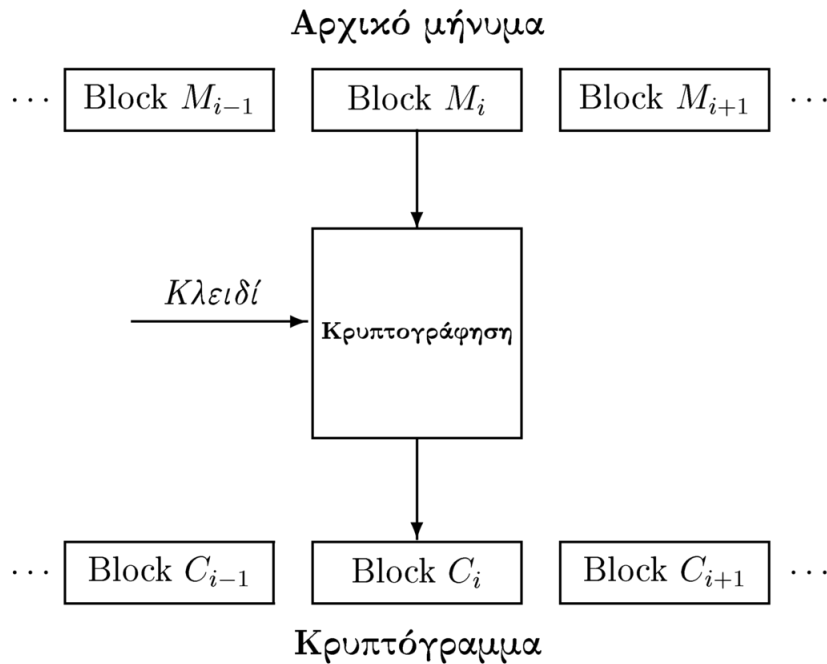 Αρχικό μήνυμα
... Block M_{i-1} Block M_i Block M_{i+1} ...
Κλειδί
Κρυπτογράφηση
... Block C_{i-1} Block C_i Block C_{i+1} ...
Κρυπτόγραμμα